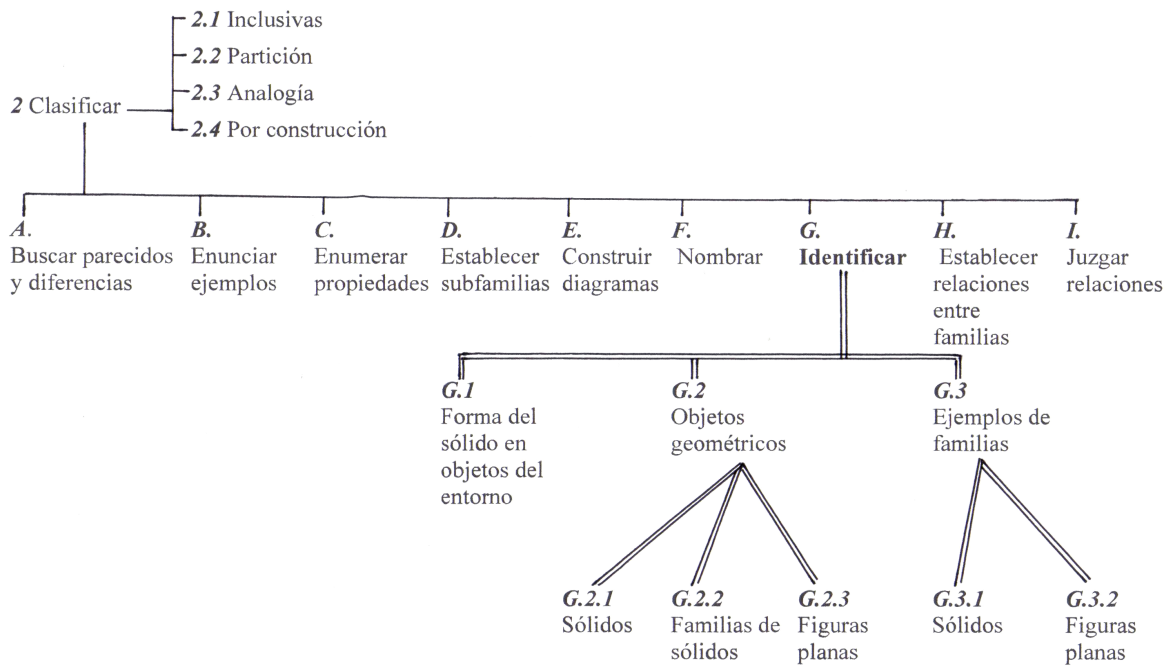 2.1 Inclusivas
2.2 Partición
2.3 Analogía
2 Clasificar
2.4 Por construcción
A.
Buscar parecidos
y diferencias
B.
Enunciar
ejemplos
C.
Enumerar
propiedades
D.
Establecer
subfamilias
E.
Construir
diagramas
F.
Nombrar
G.
Identificar
H.
Establecer
relaciones
entre
familias
I.
Juzgar
relaciones
G.1
Forma del
sólido en
objetos del
entorno
G.2
Objetos
geométricos
G.3
Ejemplos de
familias
G.2.1
Sólidos
G.2.2
Familias de
sólidos
G.2.3
Figuras
planas
G.3.1
Sólidos
G.3.2
Figuras
planas